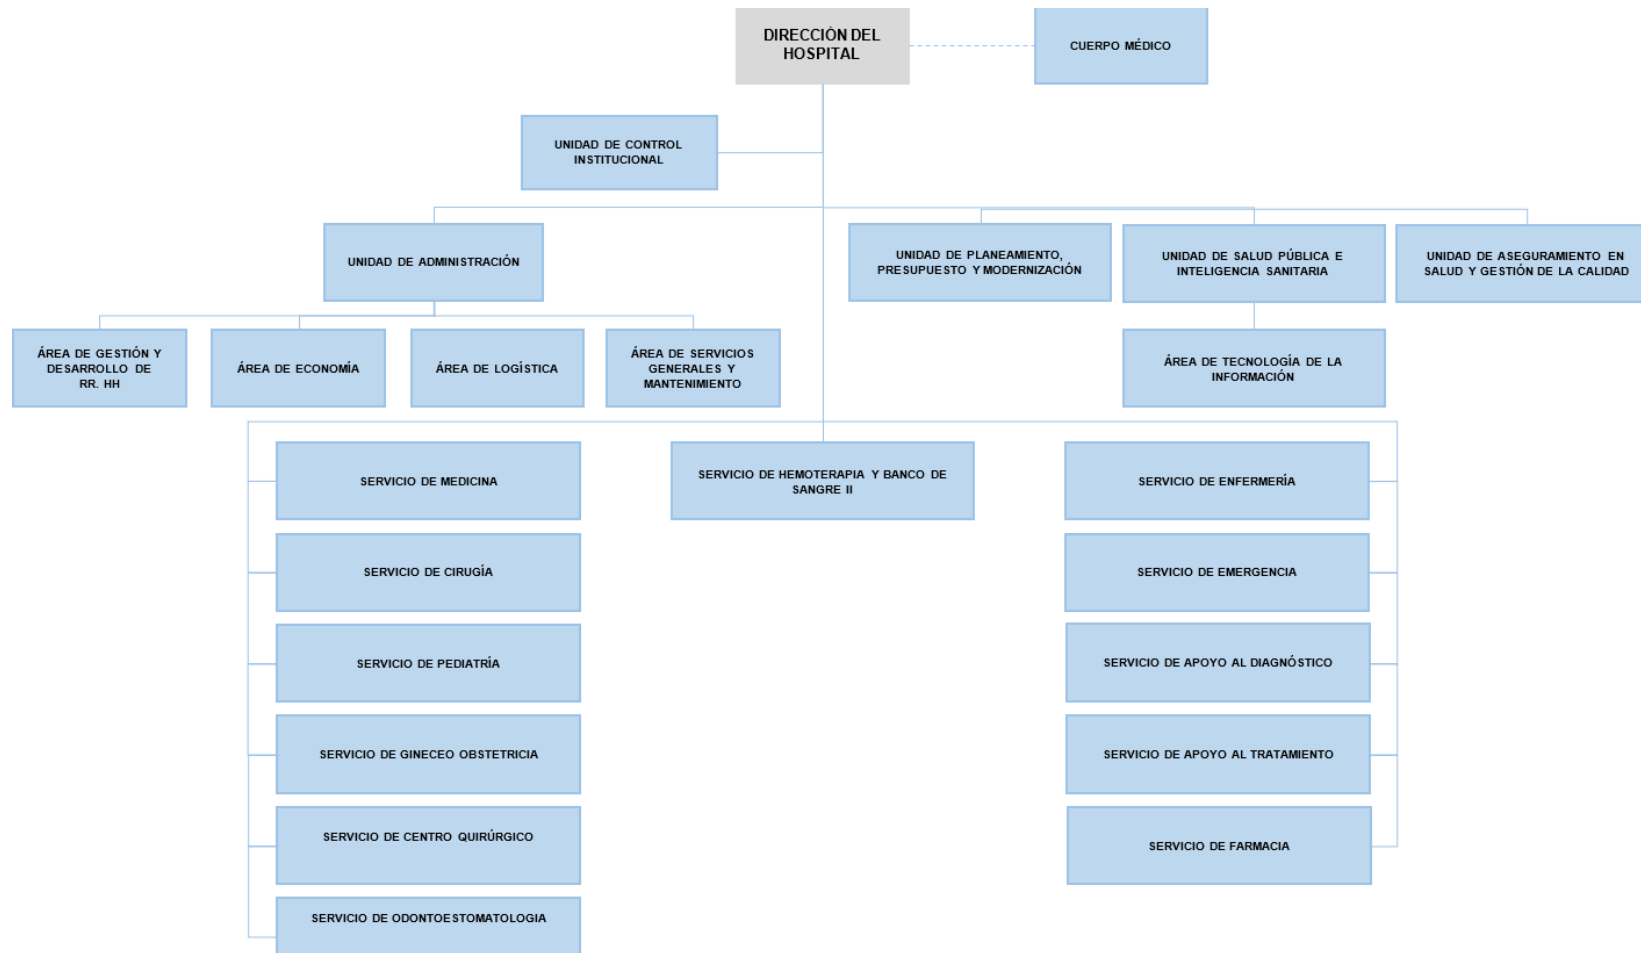 DIRECCIÒN DEL
HOSPITAL
CUERPO MÉDICO
UNIDAD DE CONTROL
INSTITUCIONAL
UNIDAD DE ADMINISTRACIÓN
UNIDAD DE PLANEAMIENTO,
PRESUPUESTO Y MODERNIZACIÓN
UNIDAD DE SALUD PÚBLICA E
INTELIGENCIA SANITARIA
UNIDAD DE ASEGURAMIENTO EN
SALUD Y GESTIÓN DE LA CALIDAD
ÁREA DE GESTIÓN Y
DESARROLLO DE
RR. HH
ÁREA DE ECONOMÍA
ÁREA DE LOGÍSTICA
ÁREA DE SERVICIOS
GENERALES Y
MANTENIMIENTO
ÁREA DE TECNOLOGÍA DE LA
INFORMACIÓN
SERVICIO DE MEDICINA
SERVICIO DE HEMOTERAPIA Y BANCO DE
SANGRE II
SERVICIO DE ENFERMERÍA
SERVICIO DE CIRUGÍA
SERVICIO DE EMERGENCIA
SERVICIO DE PEDIATRÍA
SERVICIO DE APOYO AL DIAGNÓSTICO
SERVICIO DE GINECEO OBSTETRICIA
SERVICIO DE APOYO AL TRATAMIENTO
SERVICIO DE CENTRO QUIRÚRGICO
SERVICIO DE FARMACIA
SERVICIO DE ODONTOESTOMATOLOGIA